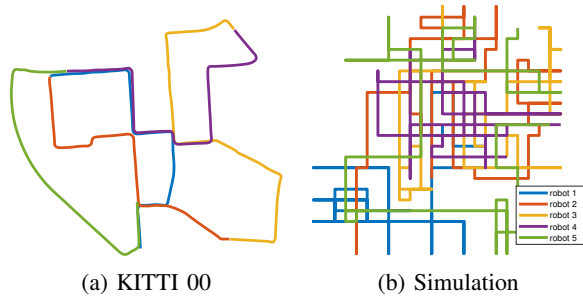 robot 1
robot 2
robot 3
robot 4
robot 5
(a) KITTI 00
(b) Simulation